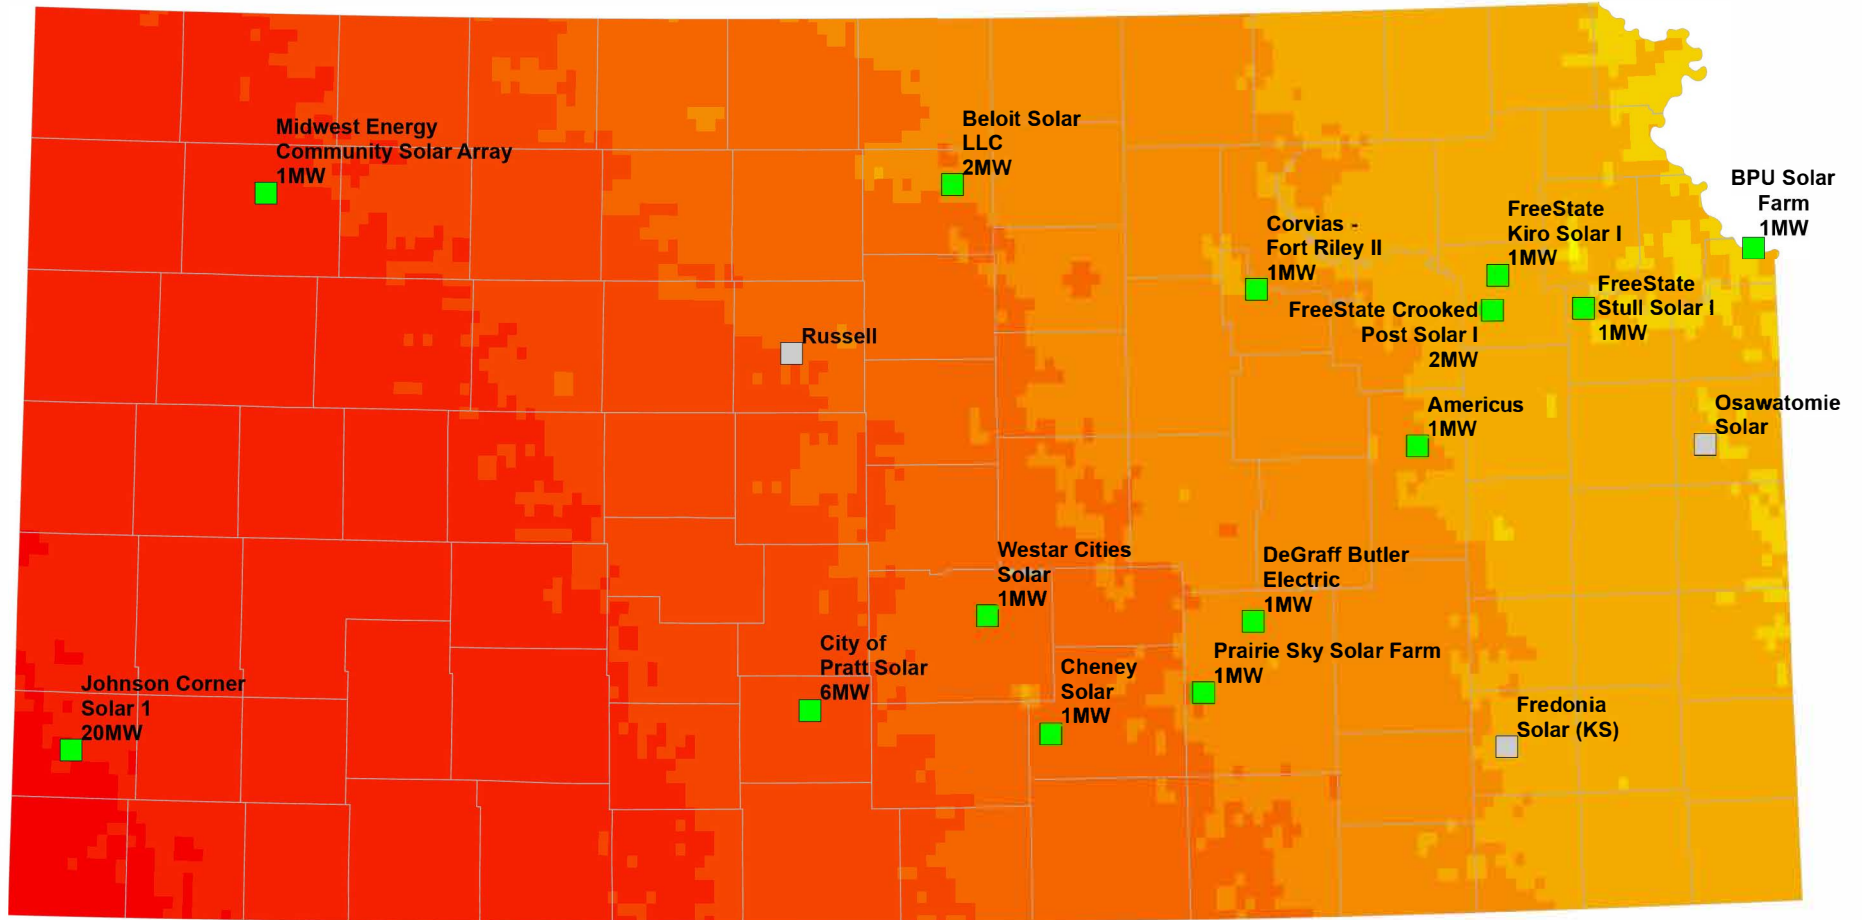 Midwest Energy
Community Solar Array
1MW
Beloit Solar
LLC
2MW
BPU Solar
Farm
1MW
Corvias -
Fort Riley II
1MW
FreeState
Kiro Solar I
1MW
FreeState
Stull Solar I
1MW
FreeState Crooked
Post Solar I
2MW
Russell
Americus
1MW
Osawatomie
Solar
Westar Cities
Solar
1MW
DeGraff Butler
Electric
1MW
City of
Pratt Solar
6MW
Cheney
Solar
1MW
Prairie Sky Solar Farm
1MW
Johnson Corner
Solar 1
20MW
Fredonia
Solar (KS)